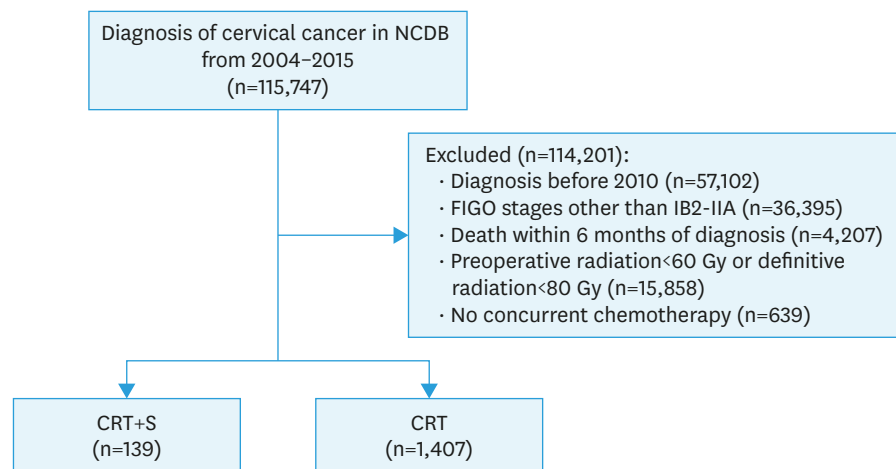 Diagnosis of cervical cancer in NCDB
from 2004–2015
(n=115,747)
Excluded (n=114,201):
· Diagnosis before 2010 (n=57,102)
· FIGO stages other than IB2-IIA (n=36,395)
· Death within 6 months of diagnosis (n=4,207)
· Preoperative radiation<60 Gy or definitive
radiation<80 Gy (n=15,858)
· No concurrent chemotherapy (n=639)
CRT+S
(n=139)
CRT
(n=1,407)